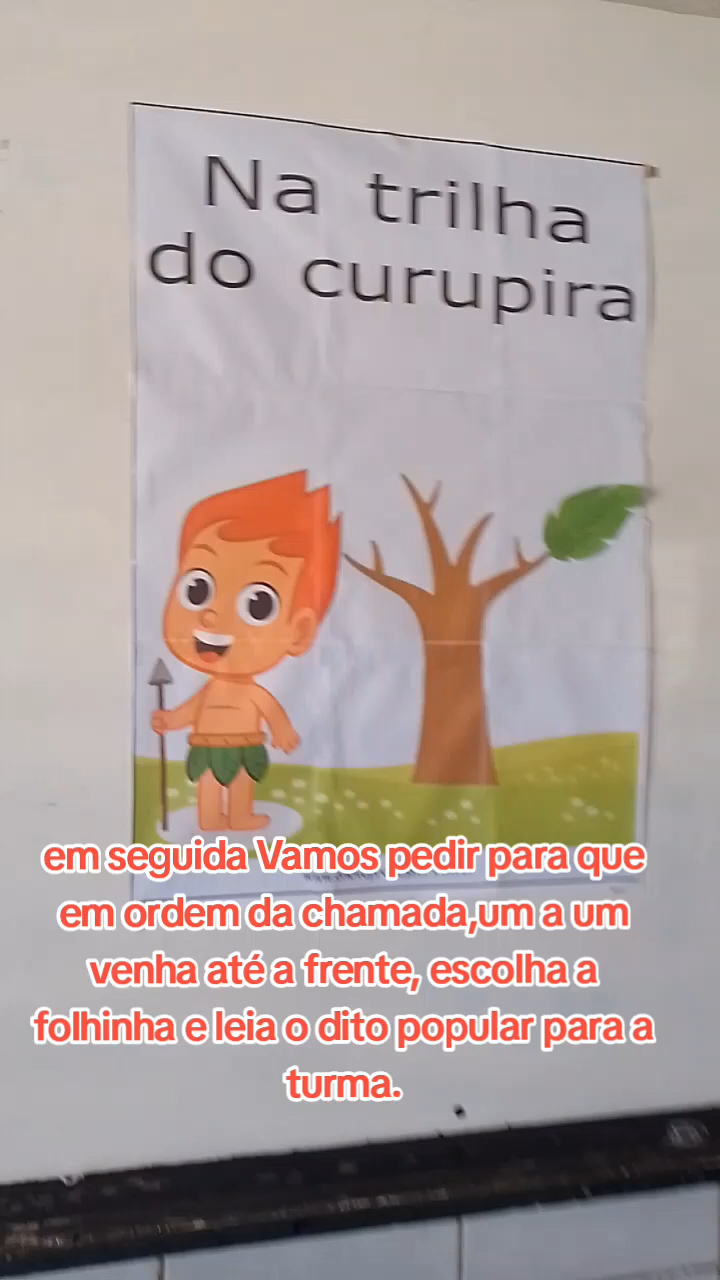 Na trilha
do curupira
em seguida Vamos pedir para que
em ordem da chamada,um a um
venha até a frente, escolha a
folhinha e leia o dito popular para a
turma.